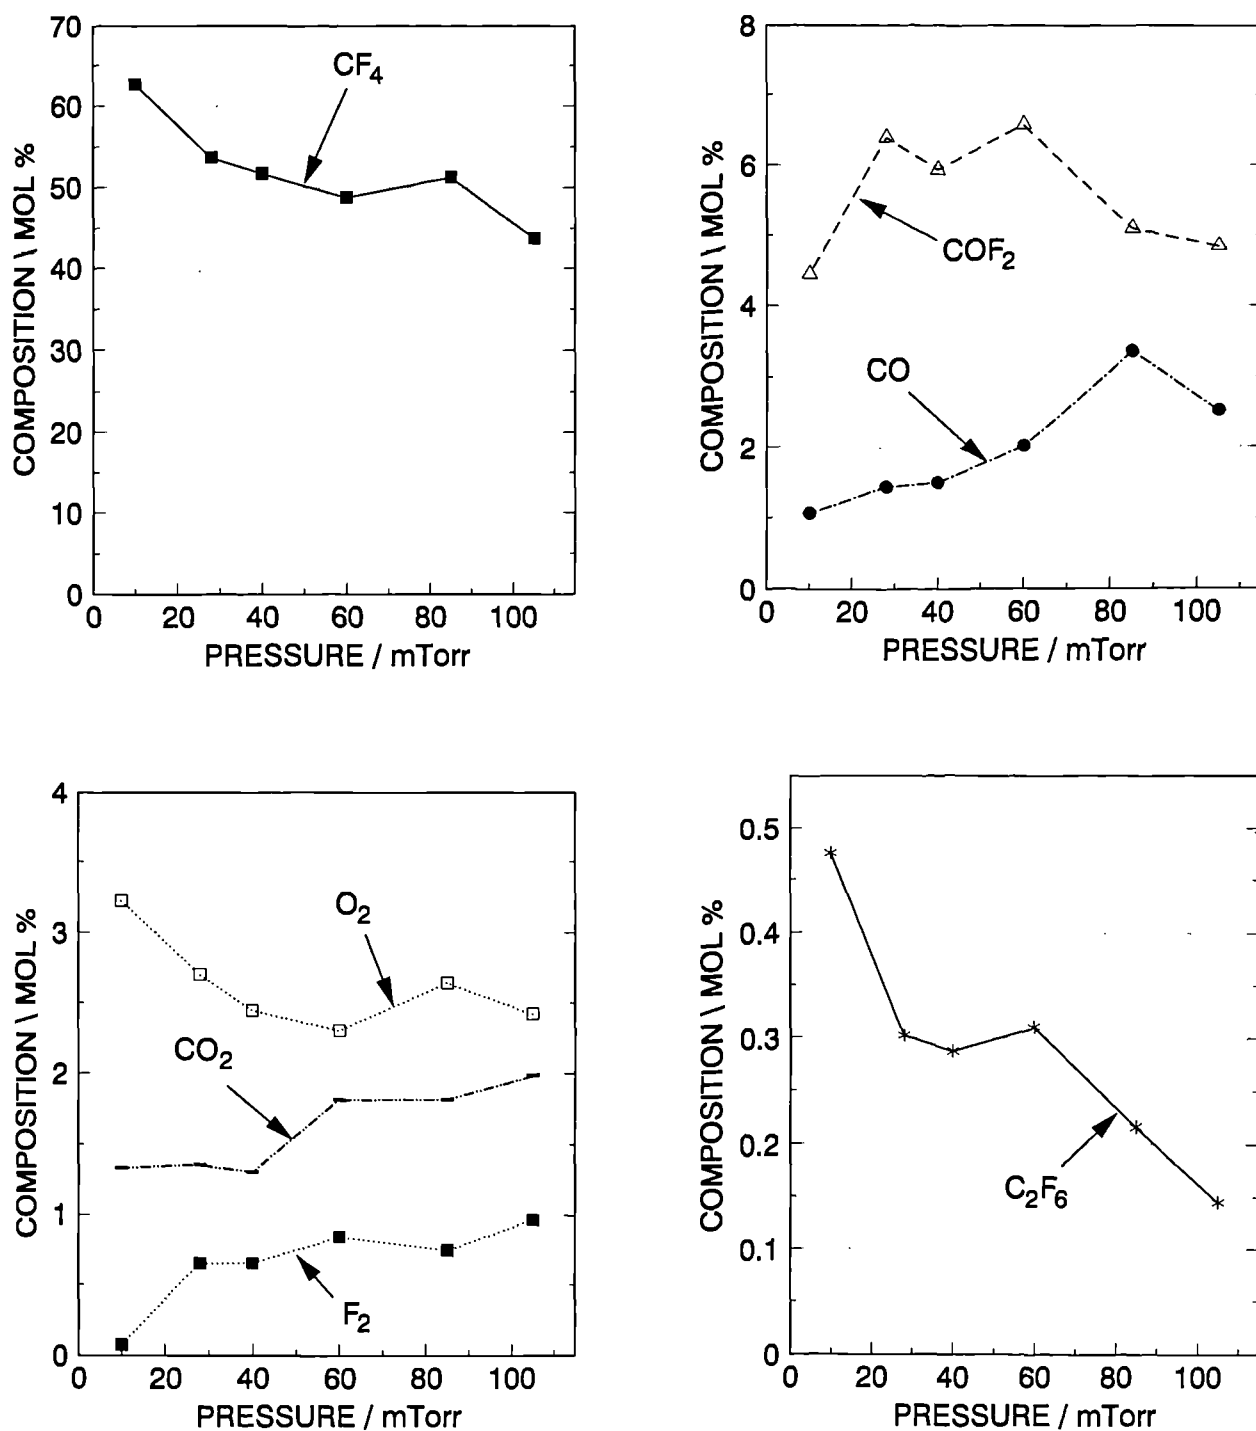 COMPOSITION \ MOL %
70
60
50
40
30
20
10
0
CF4
0 20 40 60 80 100
PRESSURE / mTorr
COMPOSITION \ MOL %
8
6
4
2
0
COF2
CO
0 20 40 60 80 100
PRESSURE / mTorr
COMPOSITION \ MOL %
4
3
2
1
0
O2
CO2
F2
0 20 40 60 80 100
PRESSURE / mTorr
COMPOSITION \ MOL %
0.5
0.4
0.3
0.2
0.1
0
C2F6
0 20 40 60 80 100
PRESSURE / mTorr